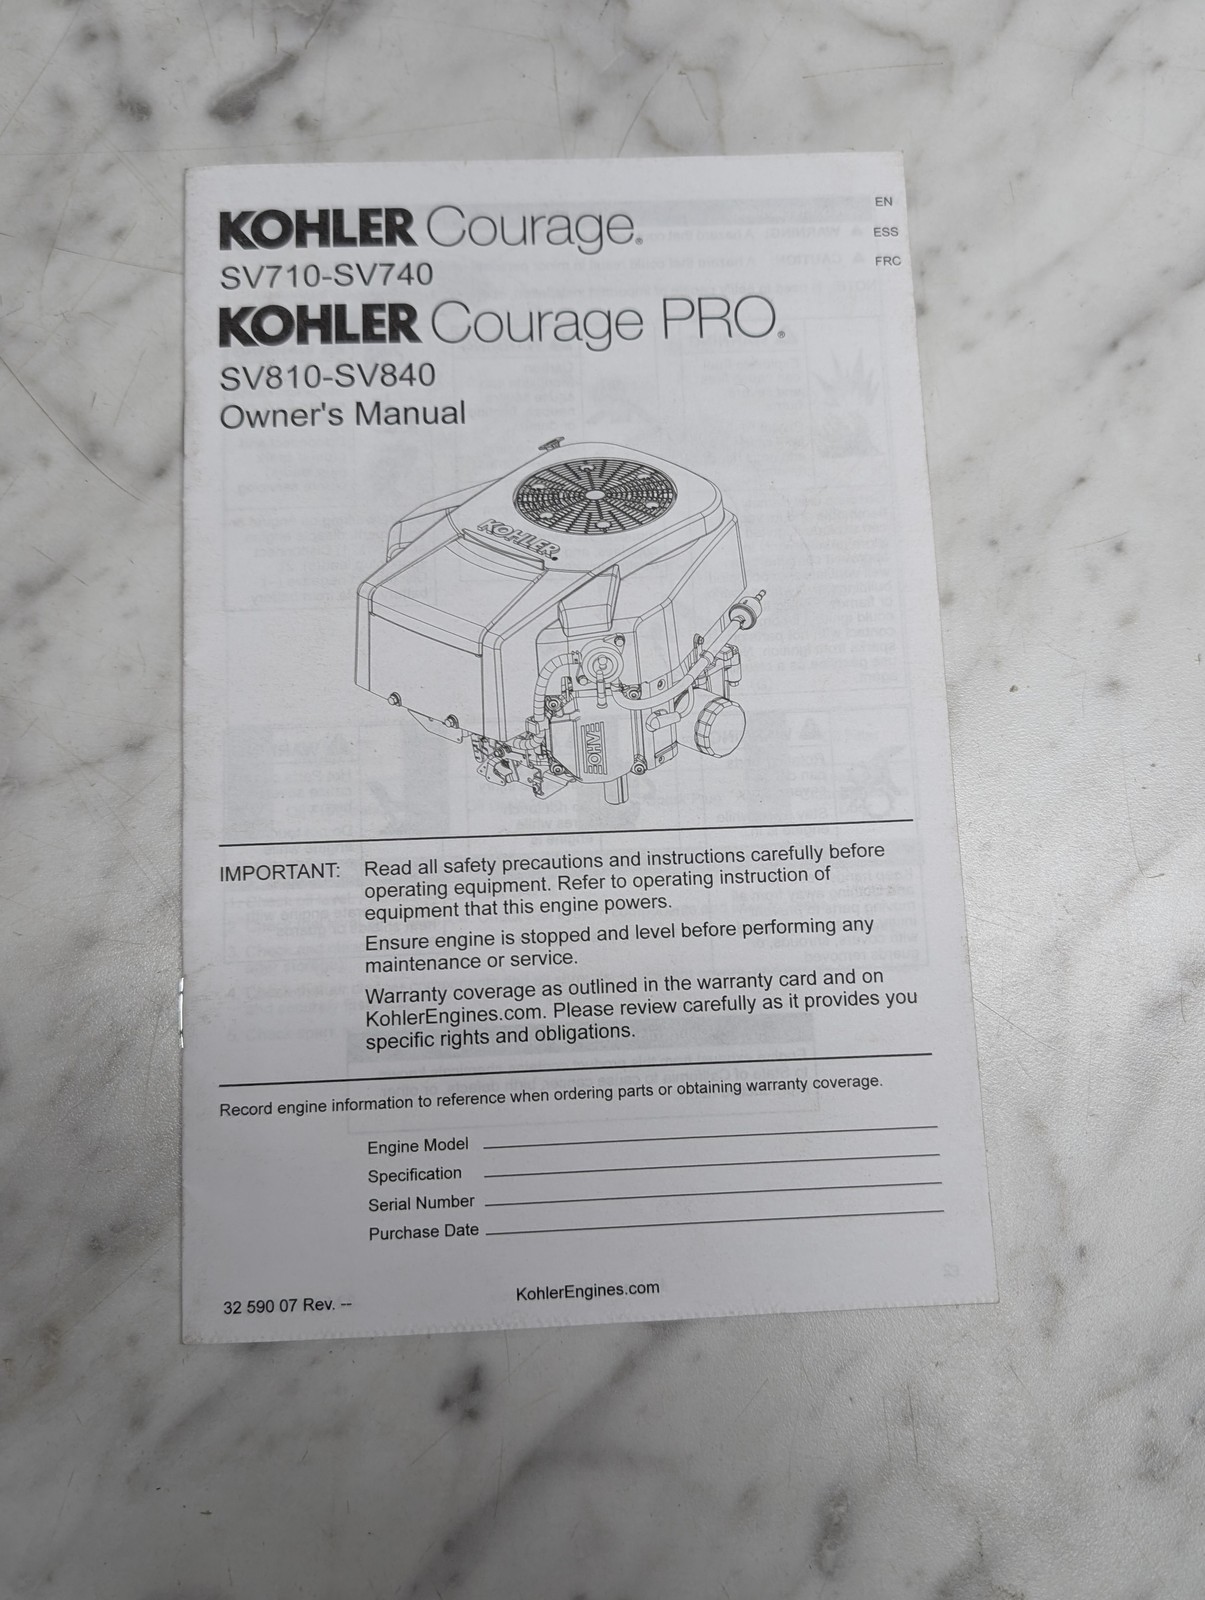 KOHLER Courage®
SV710-SV740
KOHLER Courage PRO®
SV810-SV840
Owner's Manual
EN
ESS
FRC
KOHLER
OHV
IMPORTANT: Read all safety precautions and instructions carefully before
operating equipment. Refer to operating instruction of
equipment that this engine powers.
Ensure engine is stopped and level before performing any
maintenance or service.
Warranty coverage as outlined in the warranty card and on
KohlerEngines.com. Please review carefully as it provides you
specific rights and obligations.
Record engine information to reference when ordering parts or obtaining warranty coverage.
Engine Model
Specification
Serial Number
Purchase Date
32 590 07 Rev. --
KohlerEngines.com